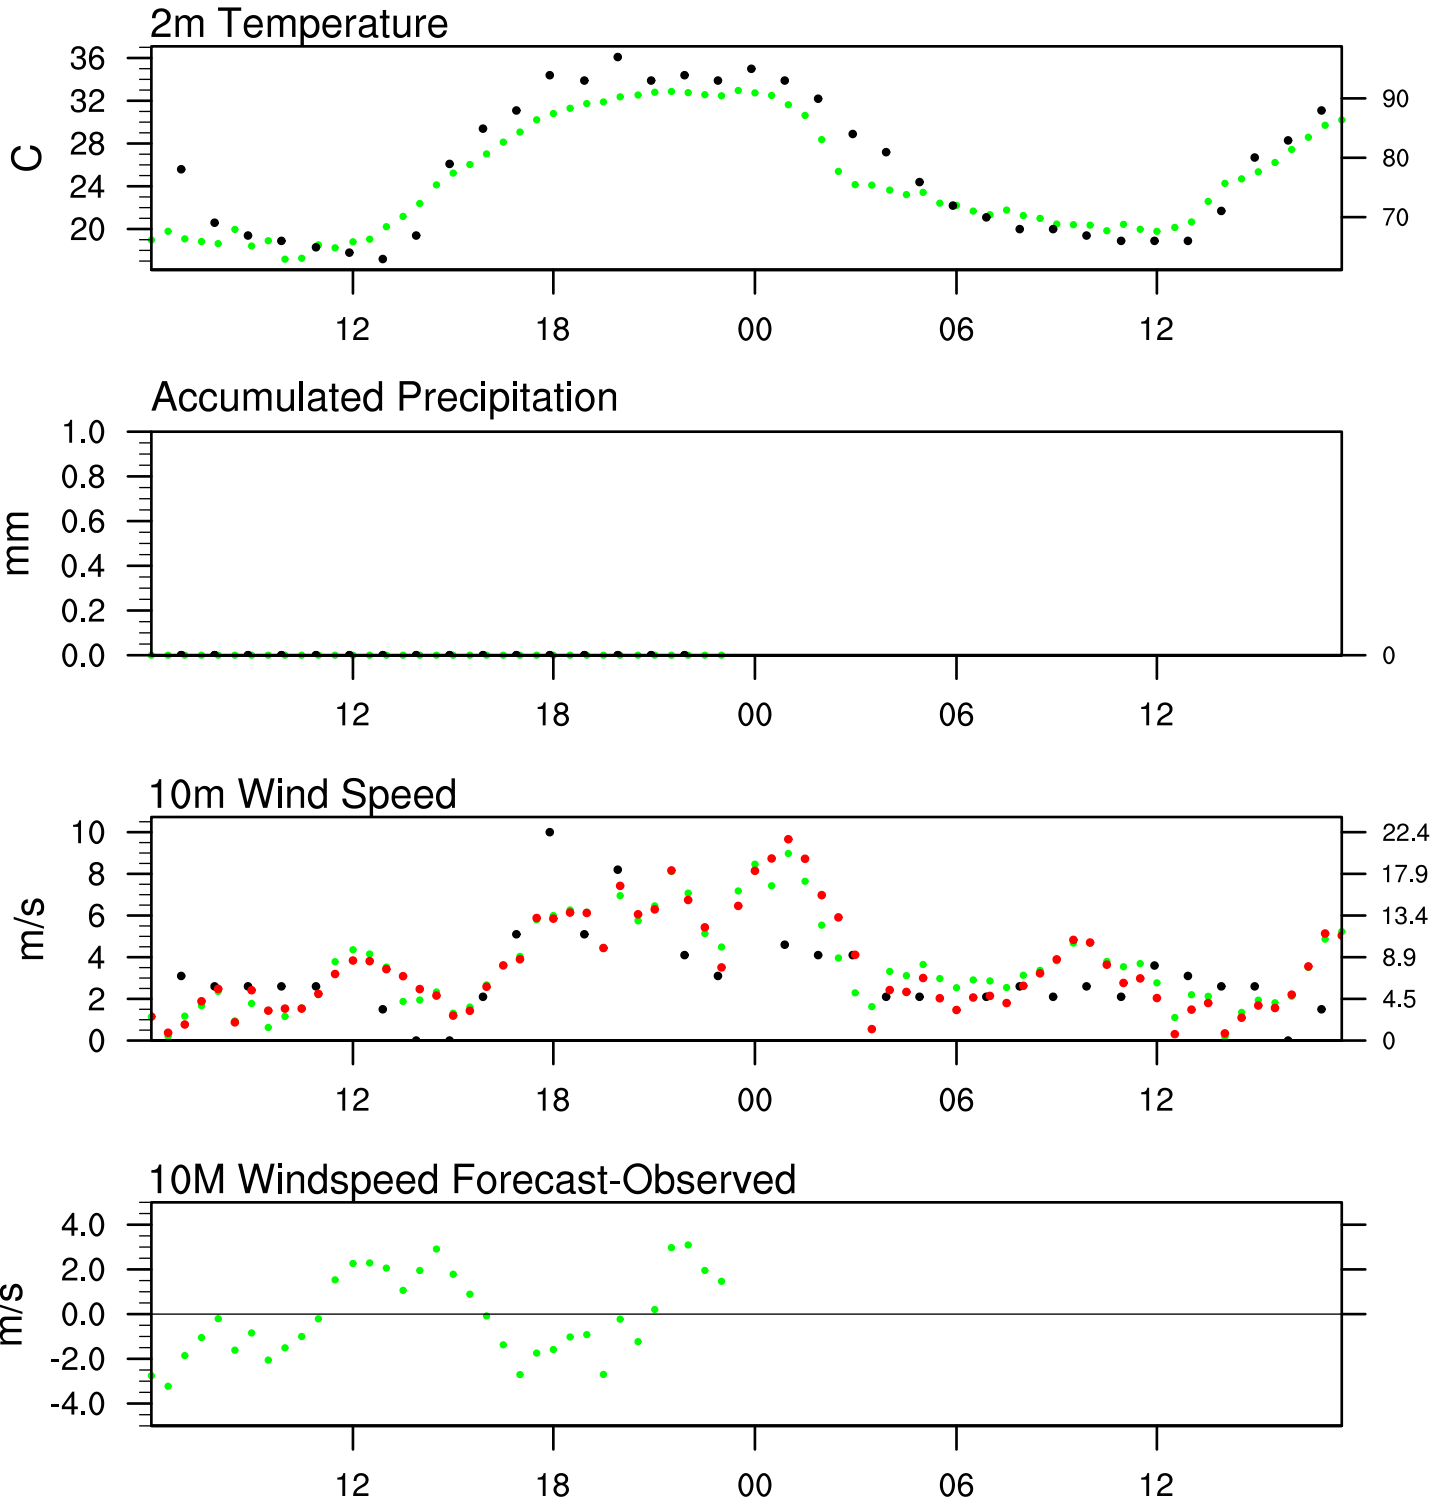 2m Temperature
36
32
28
24
20
C
90
80
70
12 18 00 06 12
Accumulated Precipitation
1.0
0.8
0.6
0.4
0.2
0.0
mm
0
12 18 00 06 12
10m Wind Speed
10
8
6
4
2
0
m/s
22.4
17.9
13.4
8.9
4.5
0
12 18 00 06 12
10M Windspeed Forecast-Observed
4.0
2.0
0.0
-2.0
-4.0
m/s
12 18 00 06 12